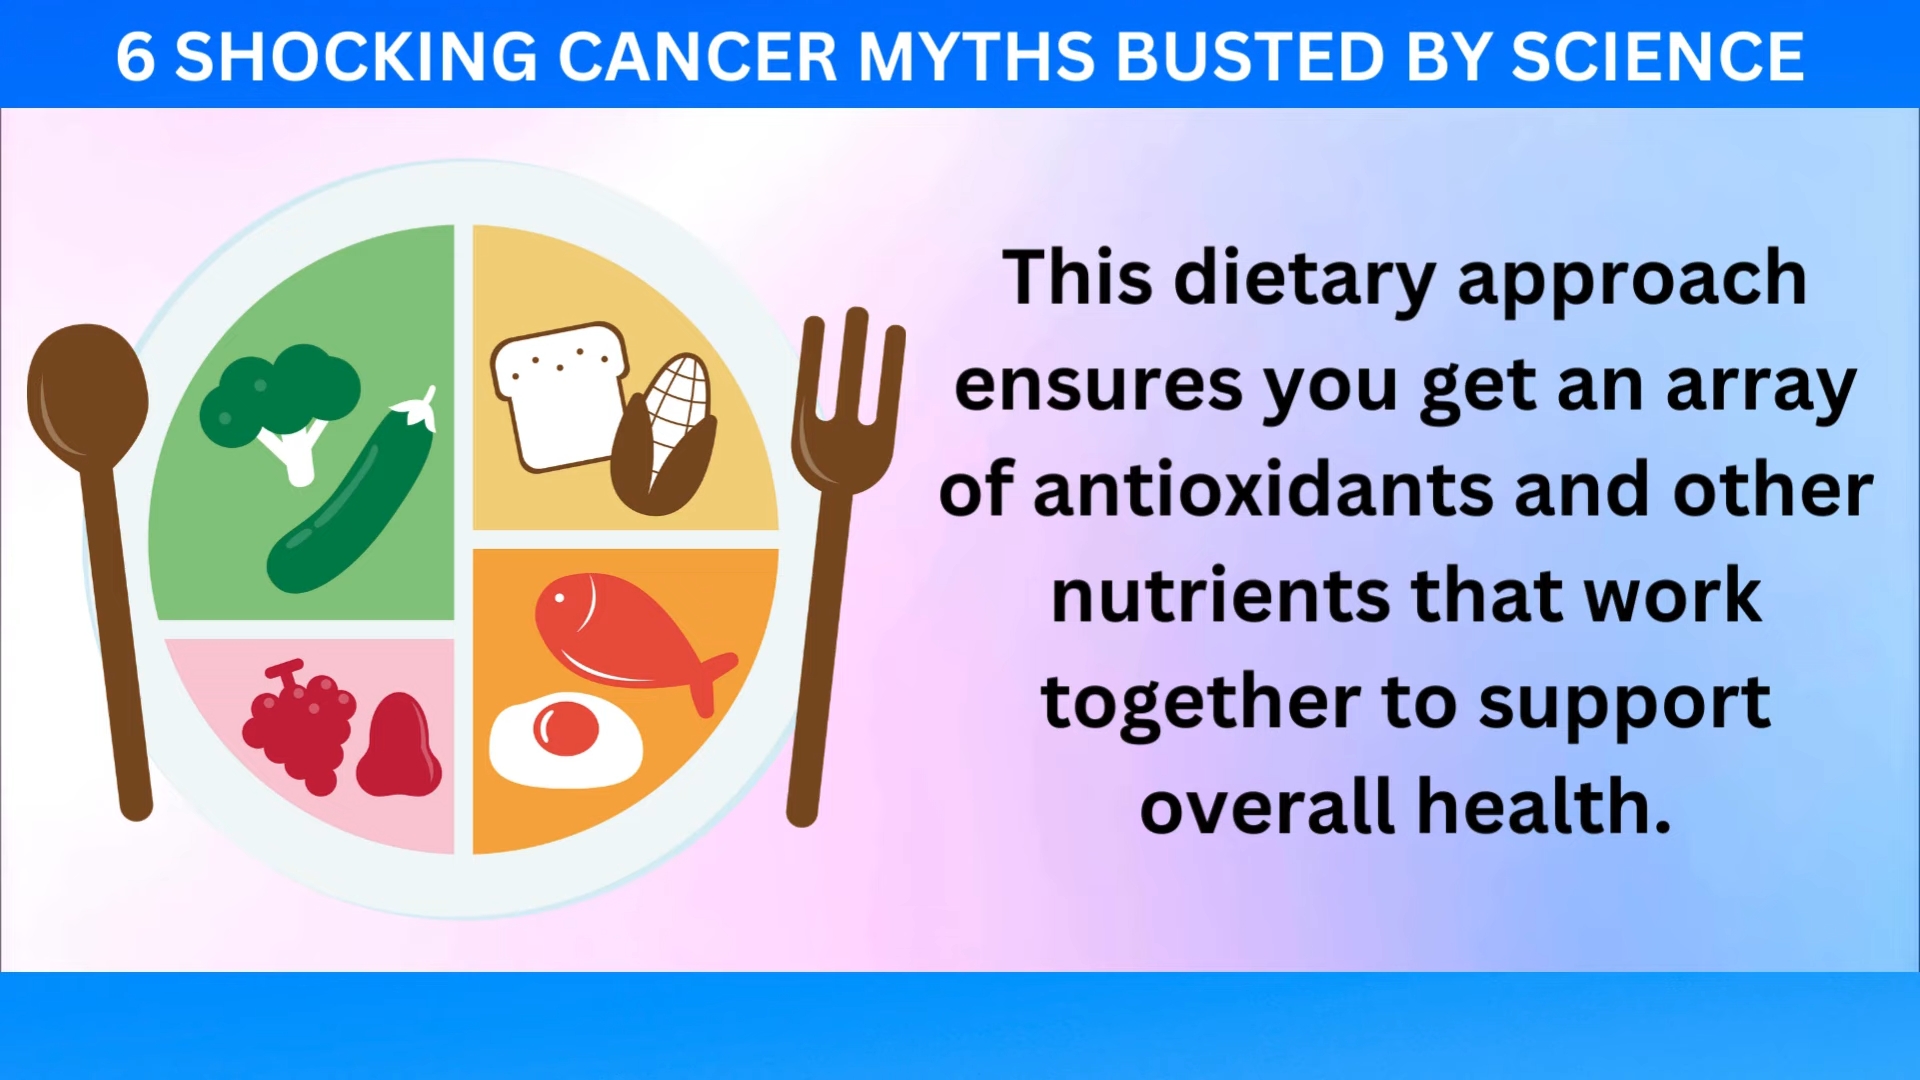 6 SHOCKING CANCER MYTHS BUSTED BY SCIENCE
This dietary approach
ensures you get an array
of antioxidants and other
nutrients that work
together to support
overall health.